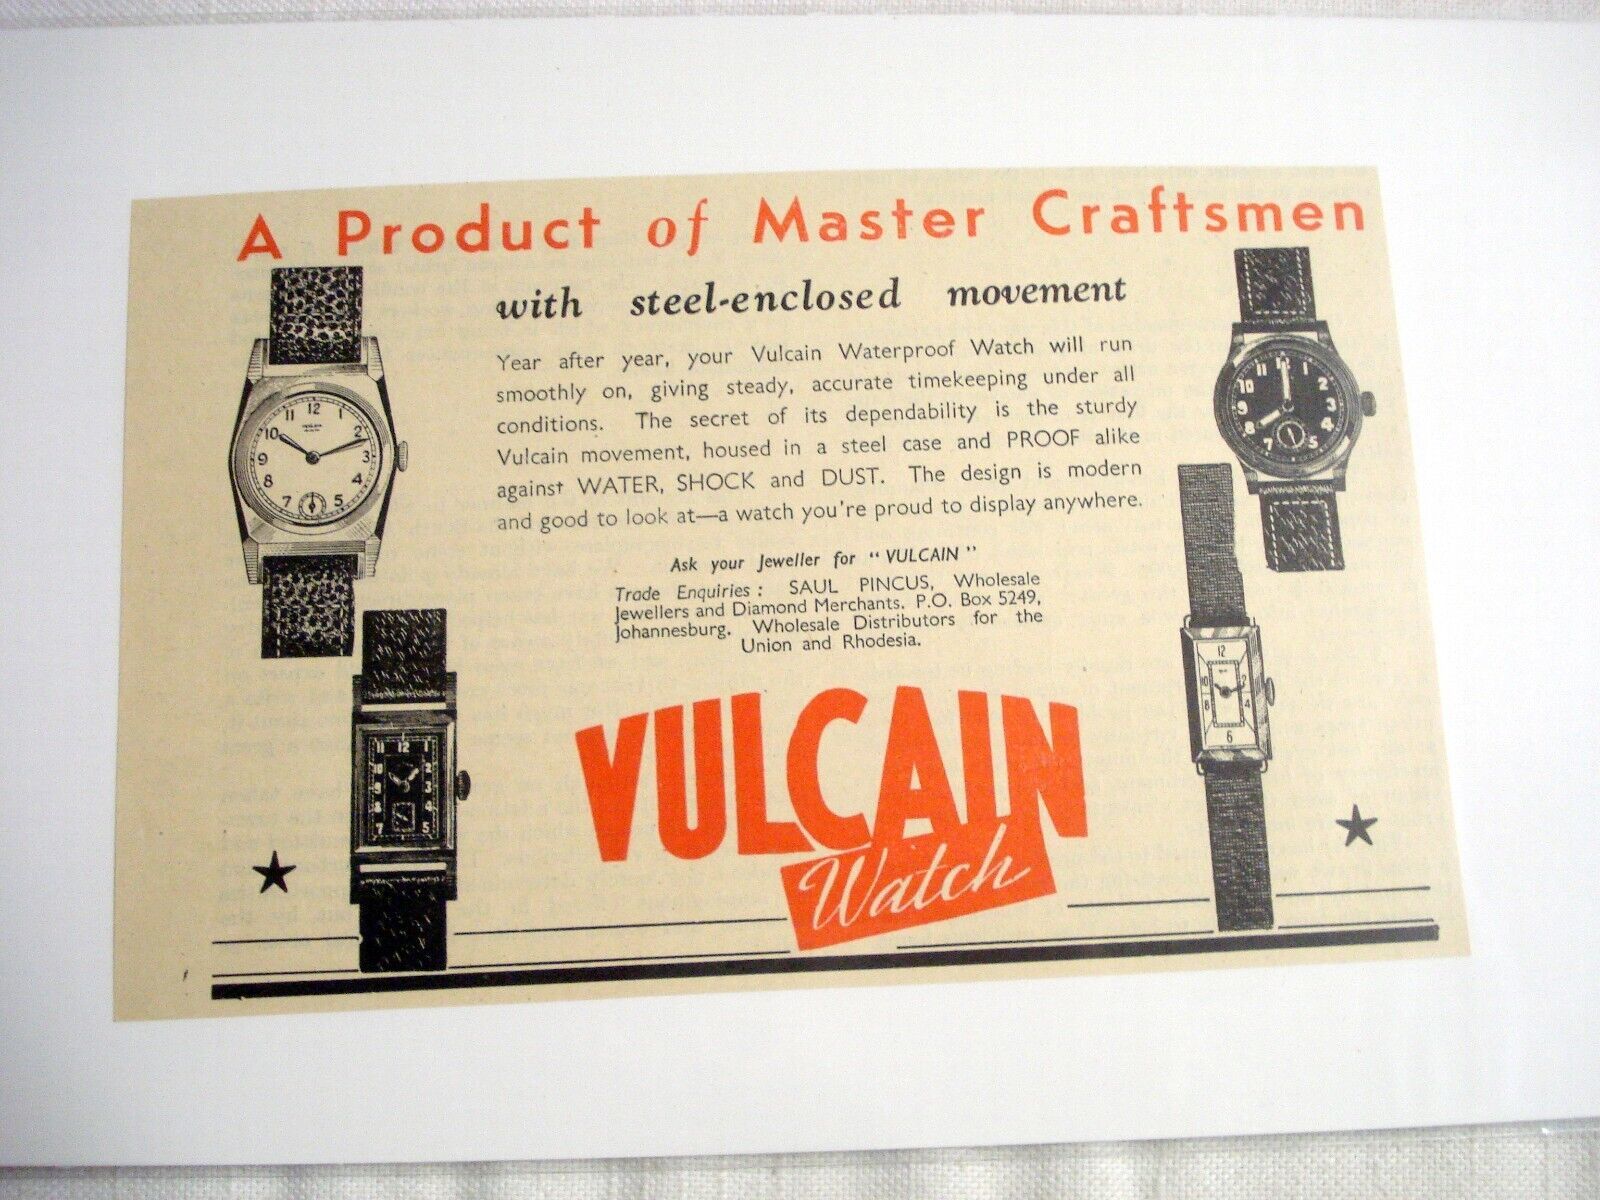 A Product of Master Craftsmen
with steel-enclosed movement
Year after year, your Vulcain Waterproof Watch will run
smoothly on, giving steady, accurate timekeeping under all
conditions. The secret of its dependability is the sturdy
Vulcain movement, housed in a steel case and PROOF alike
against WATER, SHOCK and DUST. The design is modern
and good to look at—a watch you're proud to display anywhere.
Ask your Jeweller for "VULCAIN"
Trade Enquiries: SAUL PINCUS, Wholesale
Jewellers and Diamond Merchants. P.O. Box 5249,
Johannesburg. Wholesale Distributors for the
Union and Rhodesia.
VULCAIN
Watch